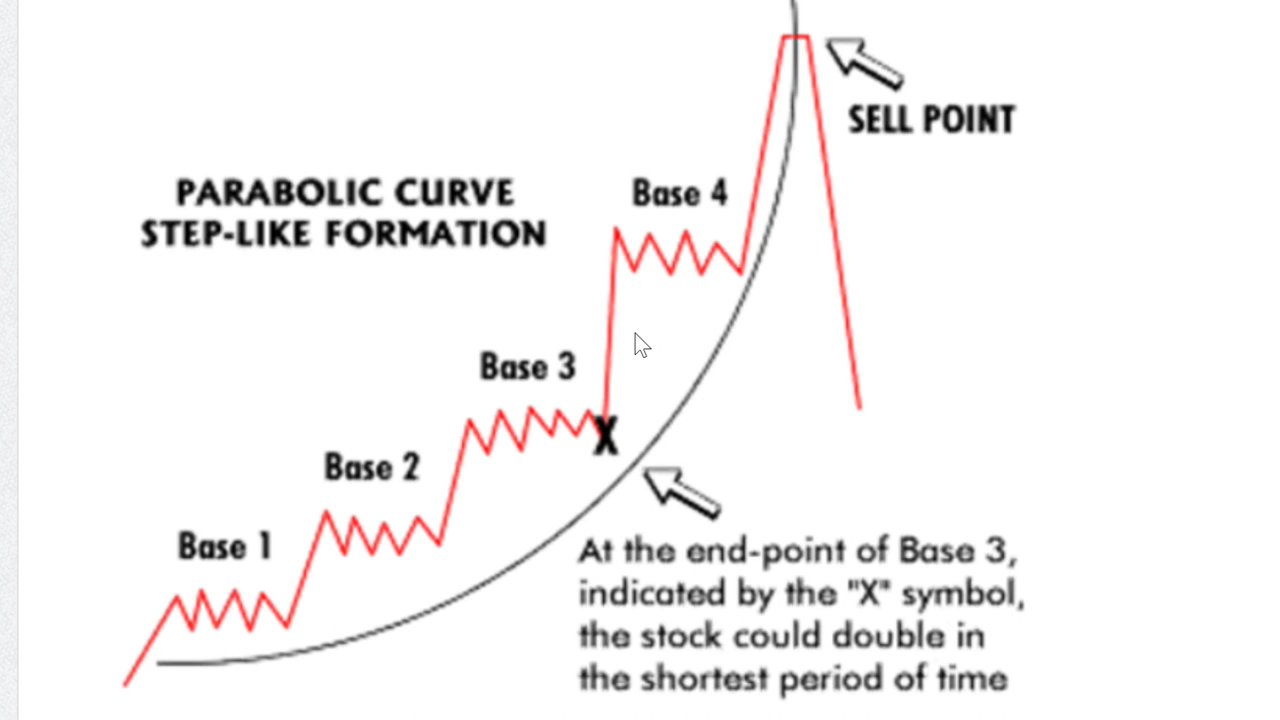 SELL POINT
PARABOLIC CURVE
STEP-LIKE FORMATION
Base 4
Base 3
X
Base 2
Base 1
At the end-point of Base 3,
indicated by the "X" symbol,
the stock could double in
the shortest period of time